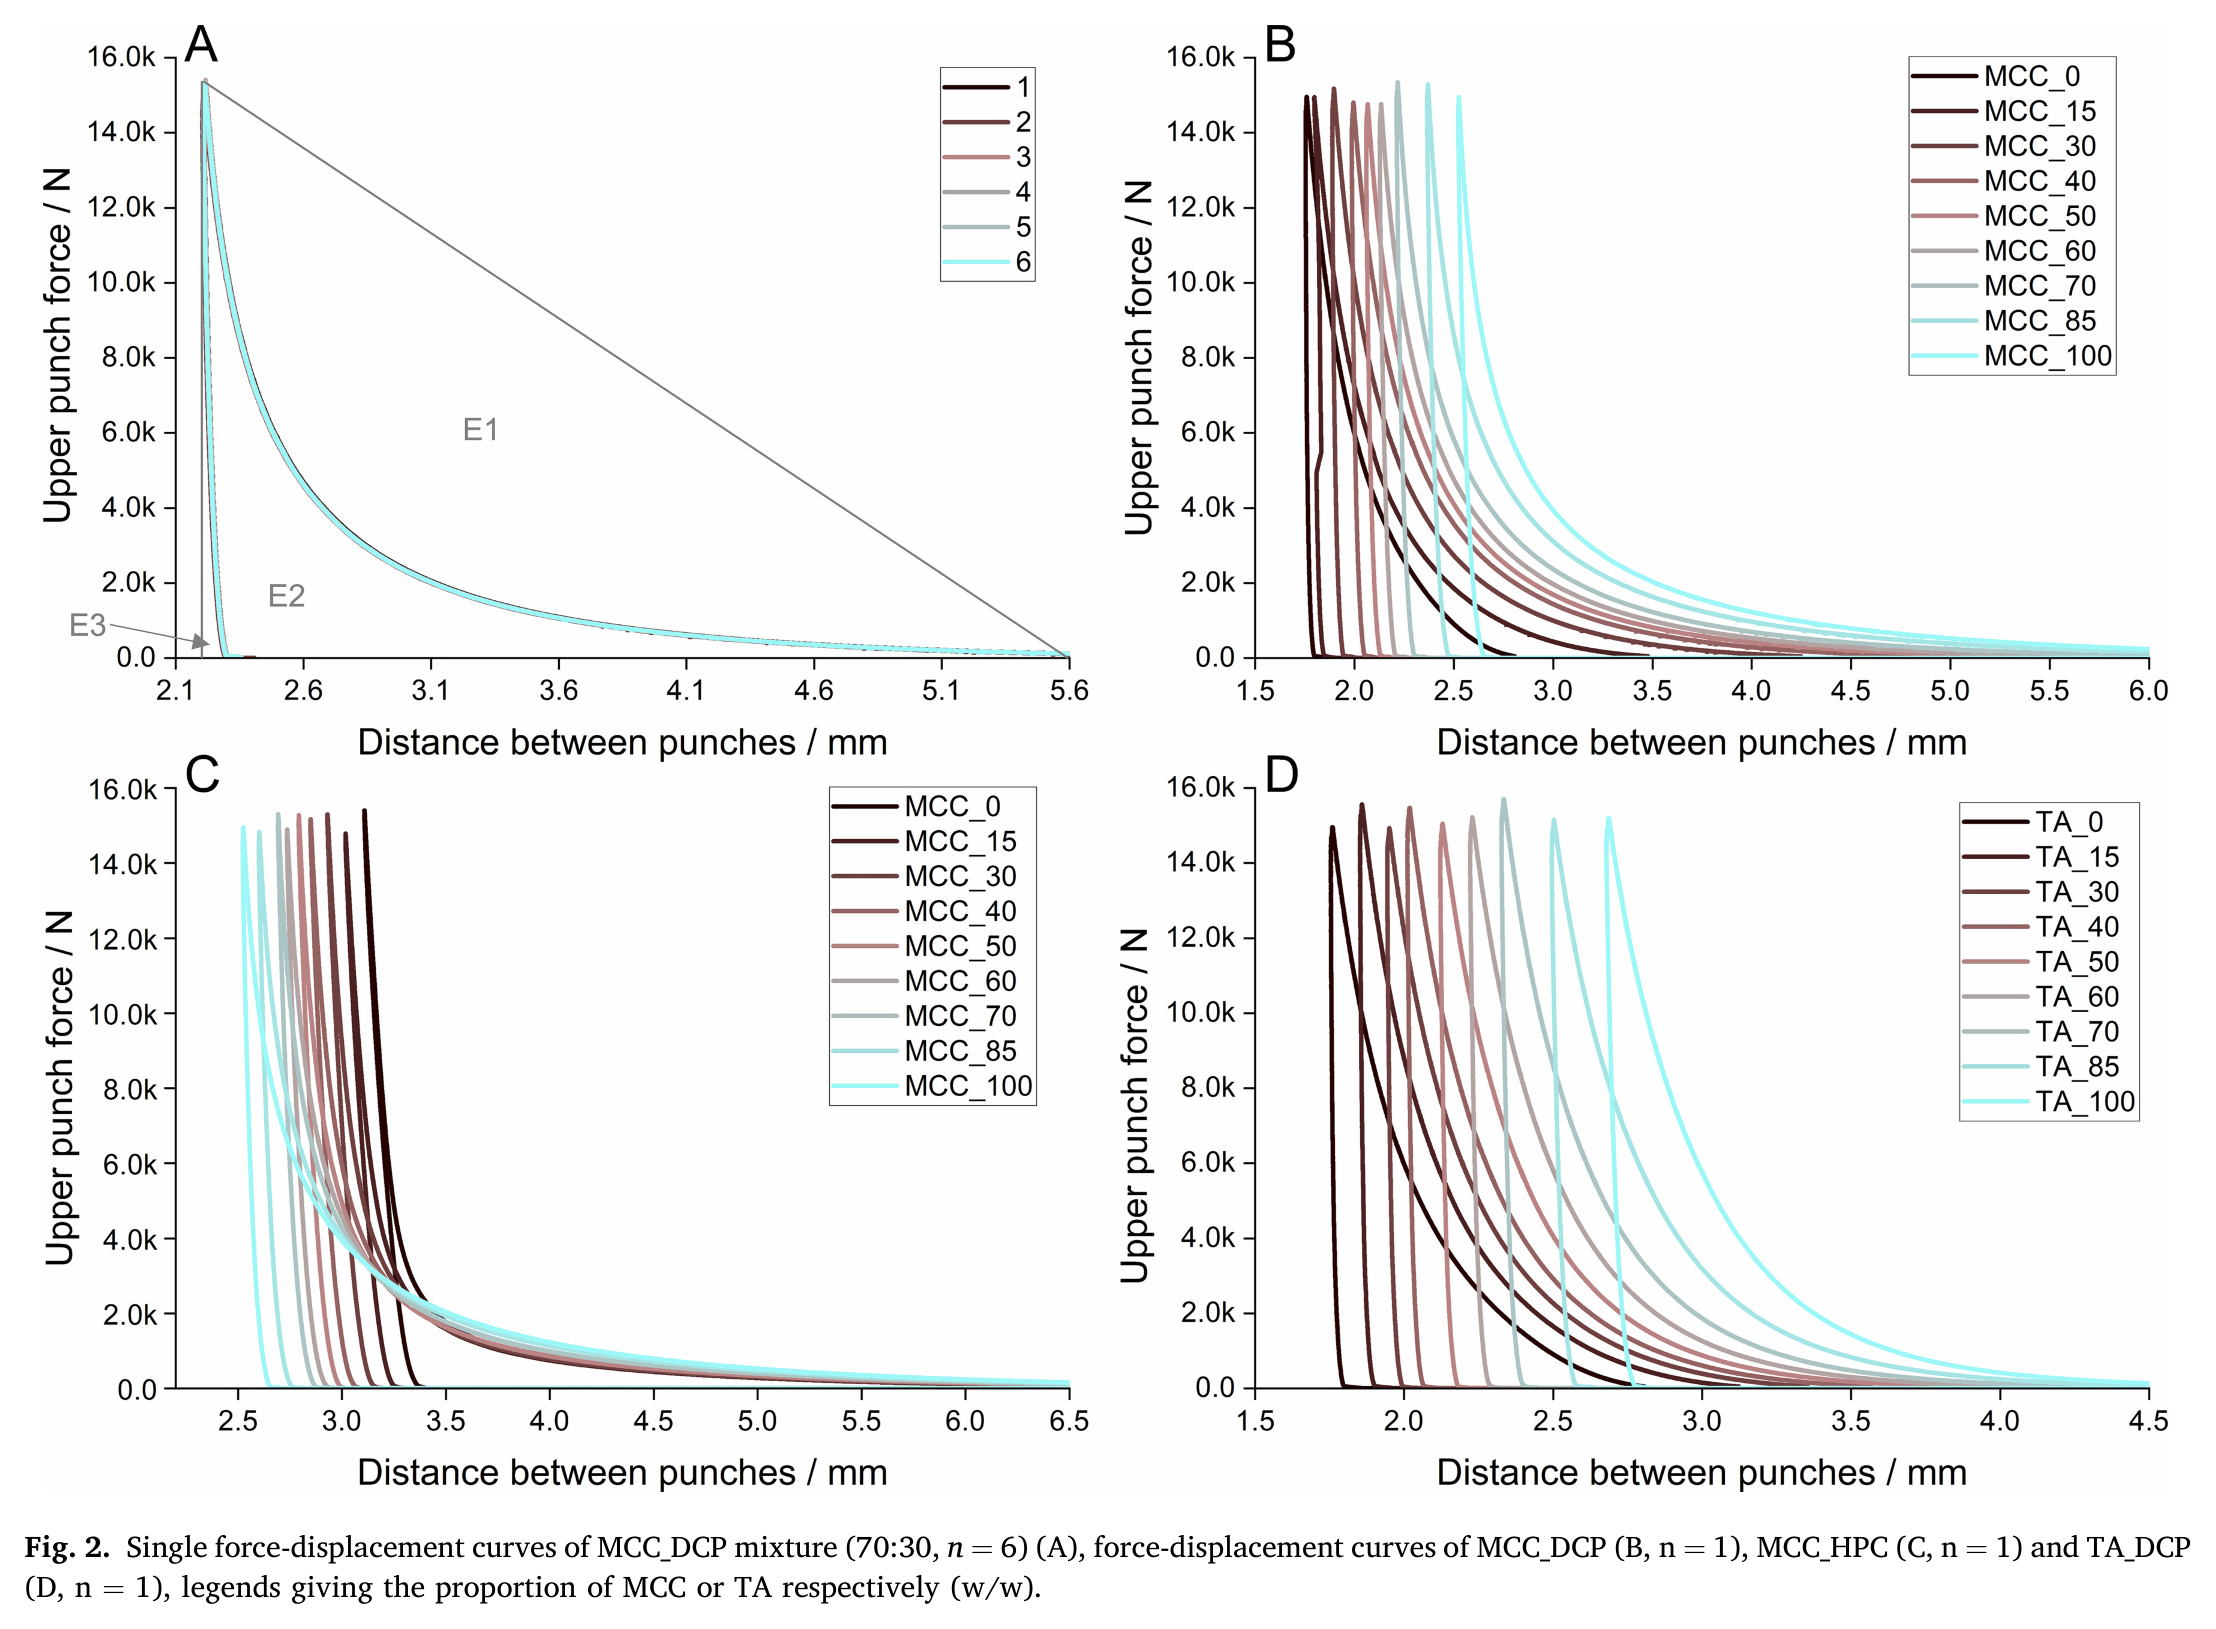 A
16.0k
14.0k
12.0k
10.0k
8.0k
6.0k
4.0k
2.0k
0.0
Upper punch force / N
1
2
3
4
5
6
E1
E2
E3
2.1 2.6 3.1 3.6 4.1 4.6 5.1 5.6
Distance between punches / mm
B
16.0k
14.0k
12.0k
10.0k
8.0k
6.0k
4.0k
2.0k
0.0
Upper punch force / N
MCC_0
MCC_15
MCC_30
MCC_40
MCC_50
MCC_60
MCC_70
MCC_85
MCC_100
1.5 2.0 2.5 3.0 3.5 4.0 4.5 5.0 5.5 6.0
Distance between punches / mm
C
16.0k
14.0k
12.0k
10.0k
8.0k
6.0k
4.0k
2.0k
0.0
Upper punch force / N
MCC_0
MCC_15
MCC_30
MCC_40
MCC_50
MCC_60
MCC_70
MCC_85
MCC_100
2.5 3.0 3.5 4.0 4.5 5.0 5.5 6.0 6.5
Distance between punches / mm
D
16.0k
14.0k
12.0k
10.0k
8.0k
6.0k
4.0k
2.0k
0.0
Upper punch force / N
TA_0
TA_15
TA_30
TA_40
TA_50
TA_60
TA_70
TA_85
TA_100
1.5 2.0 2.5 3.0 3.5 4.0 4.5
Distance between punches / mm
Fig. 2. Single force-displacement curves of MCC_DCP mixture (70:30, n = 6) (A), force-displacement curves of MCC_DCP (B, n = 1), MCC_HPC (C, n = 1) and TA_DCP
(D, n = 1), legends giving the proportion of MCC or TA respectively (w/w).